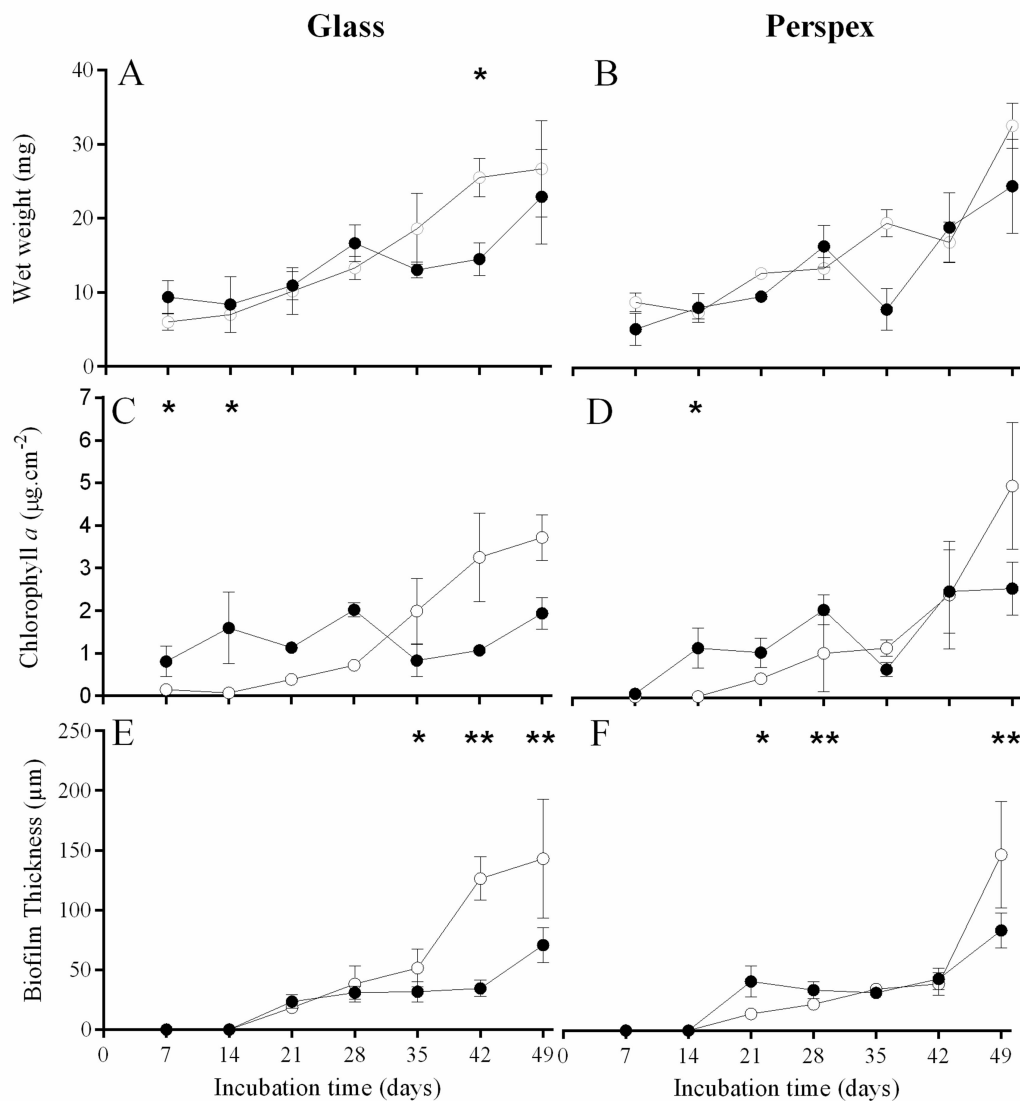 Glass
Perspex
A
*
B
40
30
20
10
0
Wet weight (mg)
C
*
*
D
*
7
6
5
4
3
2
1
0
Chlorophyll a (µg.cm-2)
E
*
**
**
F
*
**
**
250
200
150
100
50
0
Biofilm Thickness (µm)
0 7 14 21 28 35 42 49
0 7 14 21 28 35 42 49
Incubation time (days)
Incubation time (days)